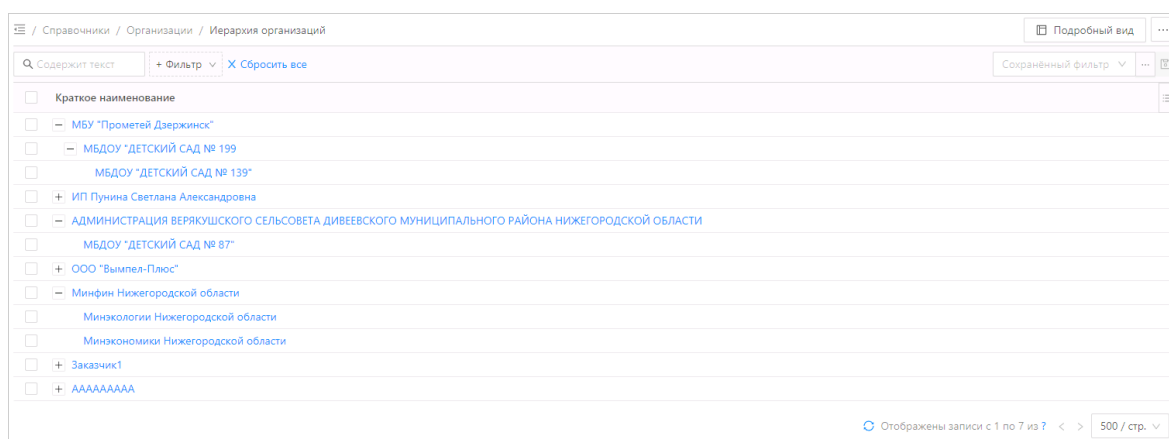 / Справочники / Организации / Иерархия организаций Подробный вид ...
Содержит текст + Фильтр Сбросить все Сохранённый фильтр ...
Краткое наименование
МБУ "Прометей Дзержинск"
МБДОУ "ДЕТСКИЙ САД № 199
МБДОУ "ДЕТСКИЙ САД № 139"
ИП Пунина Светлана Александровна
АДМИНИСТРАЦИЯ ВЕРЯКУШСКОГО СЕЛЬСОВЕТА ДИВЕЕВСКОГО МУНИЦИПАЛЬНОГО РАЙОНА НИЖЕГОРОДСКОЙ ОБЛАСТИ
МБДОУ "ДЕТСКИЙ САД № 87"
ООО "Вымпел-Плюс"
Минфин Нижегородской области
Минэкологии Нижегородской области
Минэкономики Нижегородской области
Заказчик1
ААААААААА
Отображены записи с 1 по 7 из ? < > 500 / стр.